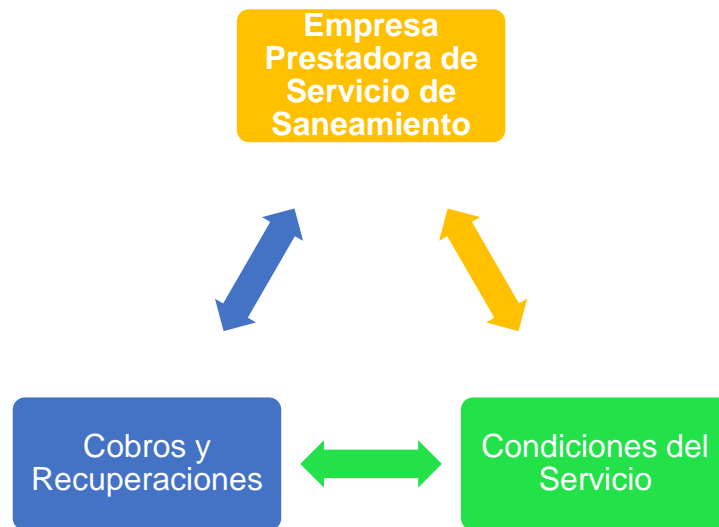 Empresa
Prestadora de
Servicio de
Saneamiento
Cobros y
Recuperaciones
Condiciones del
Servicio